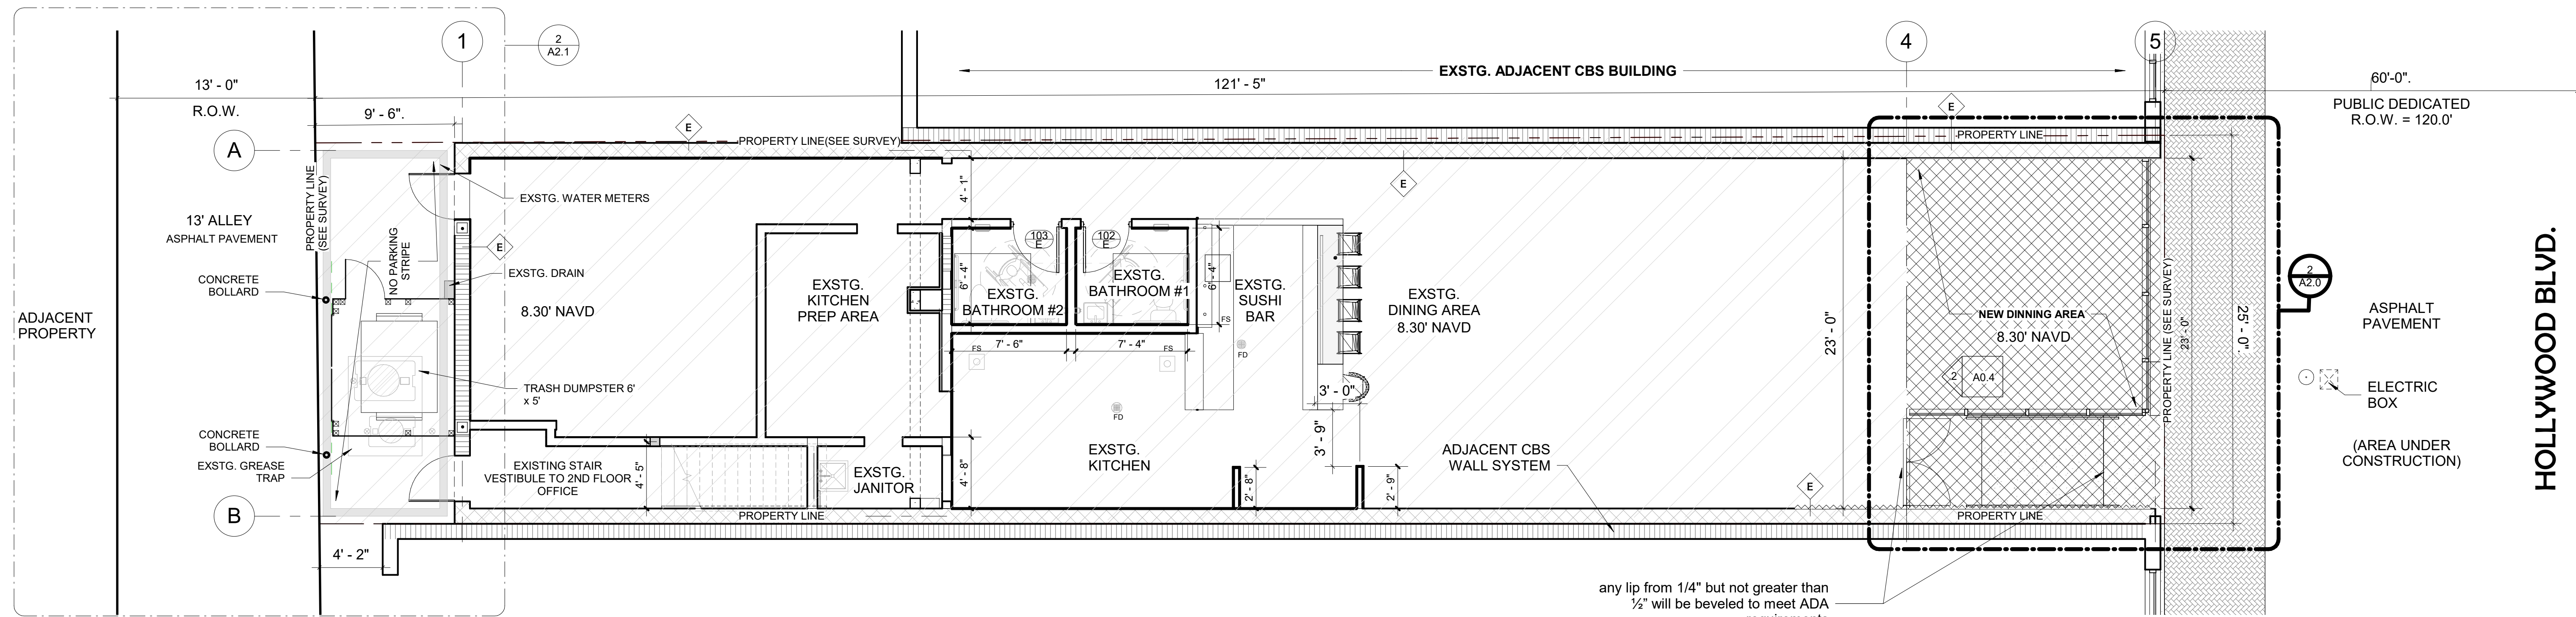 1
2
A2.1
4
5
13' - 0"
R.O.W.
9' - 6".
EXSTG. ADJACENT CBS BUILDING
121' - 5"
60'-0".
PUBLIC DEDICATED
R.O.W. = 120.0'
E
E
E
E
E
A
PROPERTY LINE(SEE SURVEY)
PROPERTY LINE
PROPERTY LINE
(SEE SURVEY)
EXSTG. WATER METERS
13' ALLEY
ASPHALT PAVEMENT
NO PARKING
STRIPE
CONCRETE
BOLLARD
EXSTG. DRAIN
8.30' NAVD
ADJACENT
PROPERTY
TRASH DUMPSTER 6'
x 5'
CONCRETE
BOLLARD
EXSTG. GREASE
TRAP
B
4' - 2"
EXISTING STAIR
VESTIBULE TO 2ND FLOOR
OFFICE
4' - 5"
EXSTG.
KITCHEN
PREP AREA
EXSTG.
JANITOR
PROPERTY LINE
4' - 1"
6' - 4"
4' - 8"
103
E
102
E
EXSTG.
BATHROOM #2
EXSTG.
BATHROOM #1
6' - 4"
7' - 6"
7' - 4"
FS
FS
FS
FD
FD
EXSTG.
SUSHI
BAR
EXSTG.
KITCHEN
3' - 0"
3' - 9"
2' - 8"
2' - 9"
EXSTG.
DINING AREA
8.30' NAVD
ADJACENT CBS
WALL SYSTEM
23' - 0"
NEW DINNING AREA
8.30' NAVD
2
A0.4
PROPERTY LINE
PROPERTY LINE (SEE SURVEY)
23' - 0"
25' - 0".
2
A2.0
ASPHALT
PAVEMENT
ELECTRIC
BOX
(AREA UNDER
CONSTRUCTION)
HOLLYWOOD BLVD.
any lip from 1/4" but not greater than
½" will be beveled to meet ADA